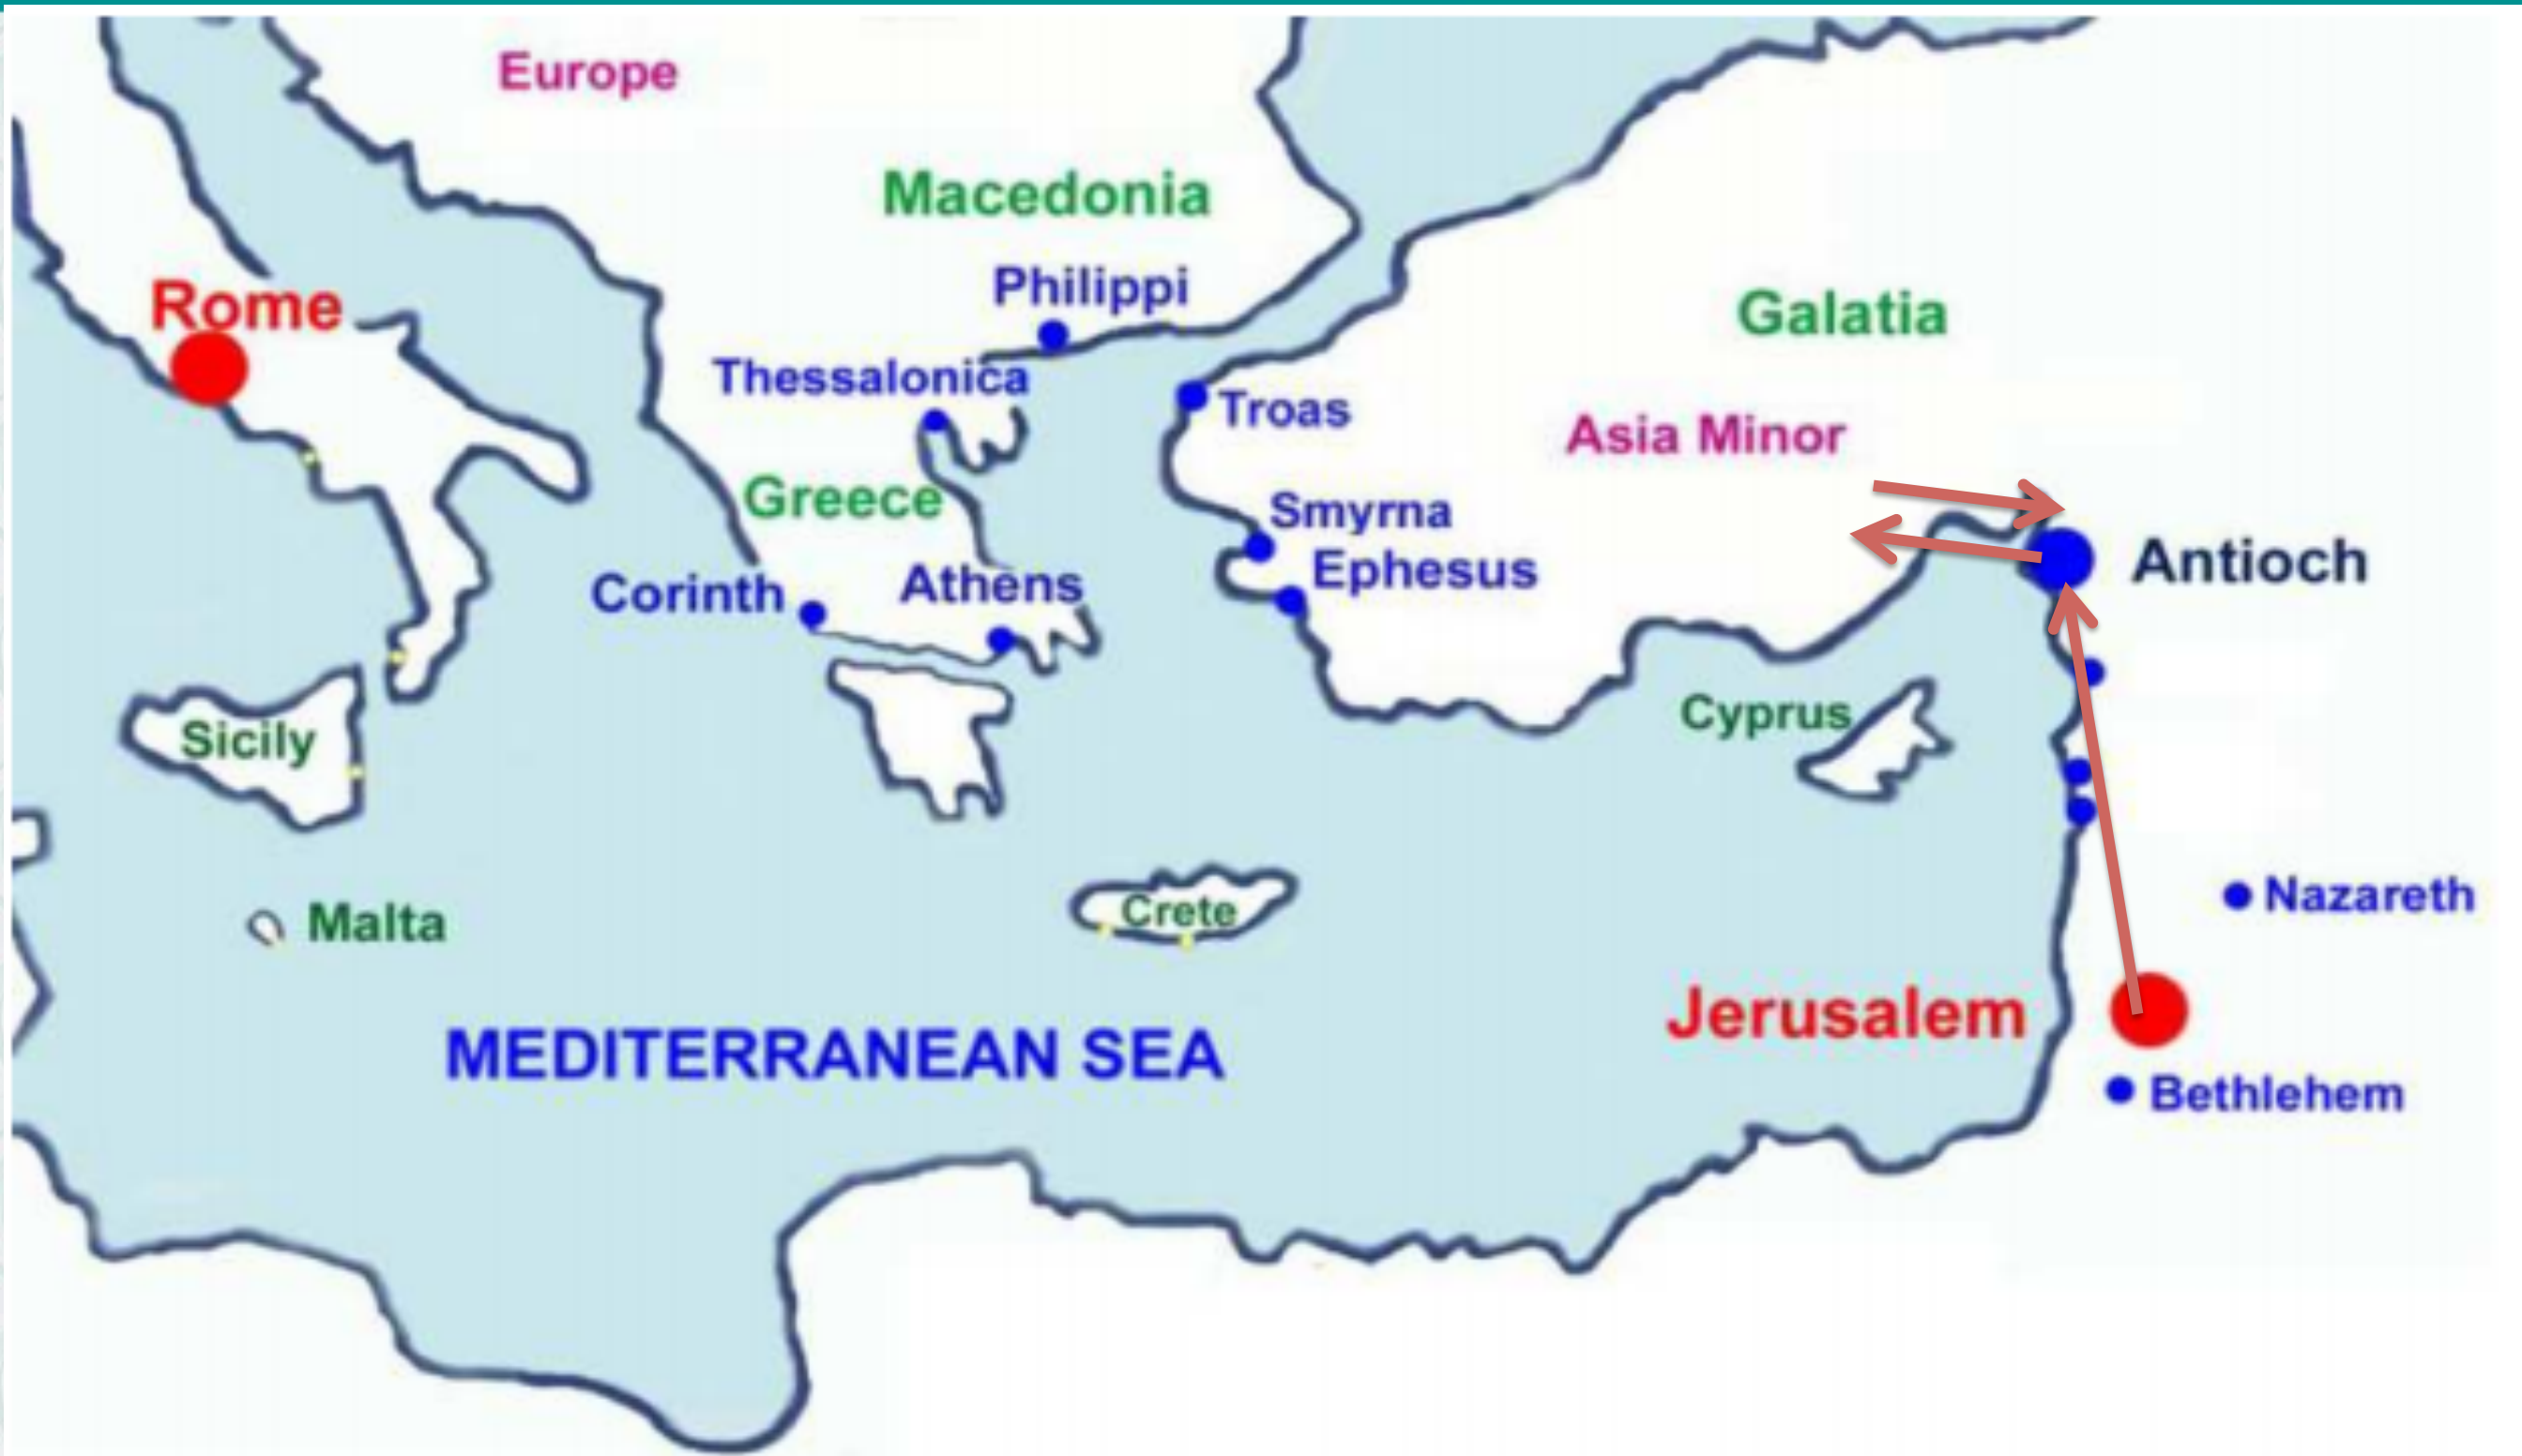 Europe
Macedonia
Philippi
Rome
Galatia
Thessalonica
Troas
Asia Minor
Greece
Smyrna
Antioch
Ephesus
Corinth
Athens
Cyprus
Sicily
Nazareth
Crete
Malta
Jerusalem
MEDITERRANEAN SEA
Bethlehem